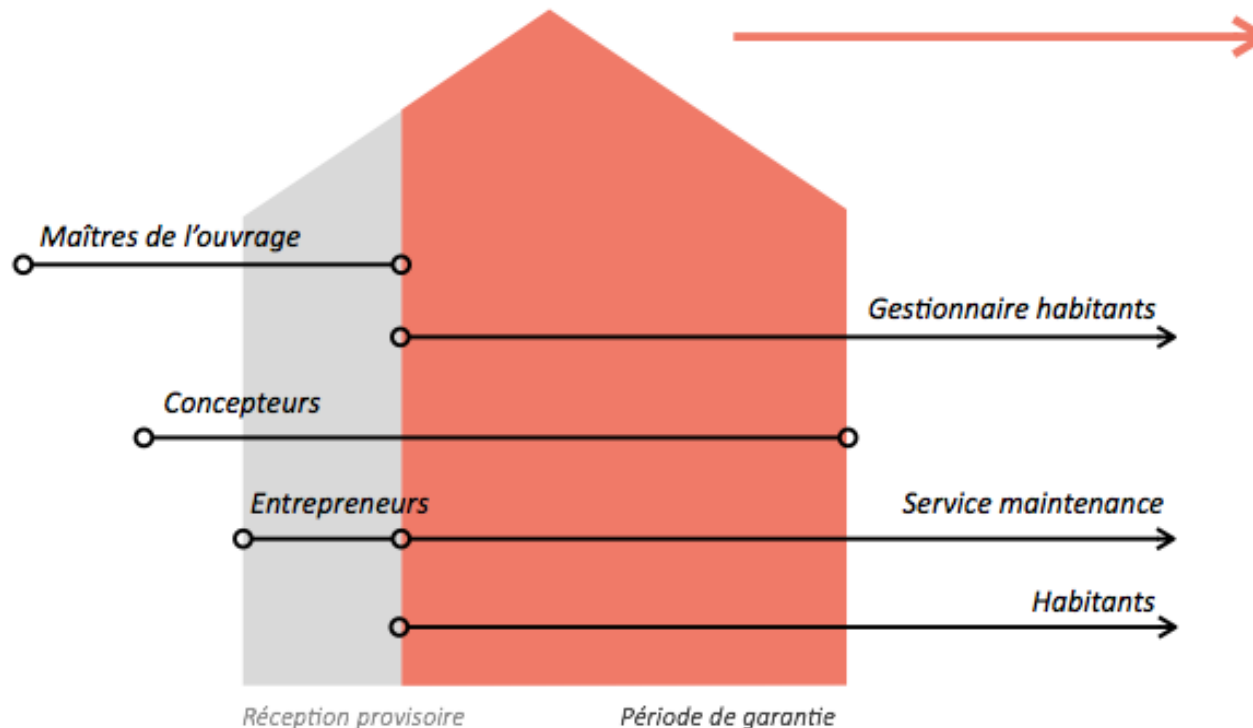 Maîtres de l'ouvrage
Gestionnaire habitants
Concepteurs
Entrepreneurs
Service maintenance
Habitants
Réception provisoire
Période de garantie